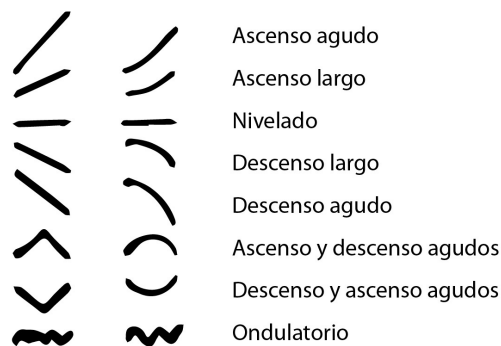 Ascenso agudo
Ascenso largo
Nivelado
Descenso largo
Descenso agudo
Ascenso y descenso agudos
Descenso y ascenso agudos
Ondulatorio